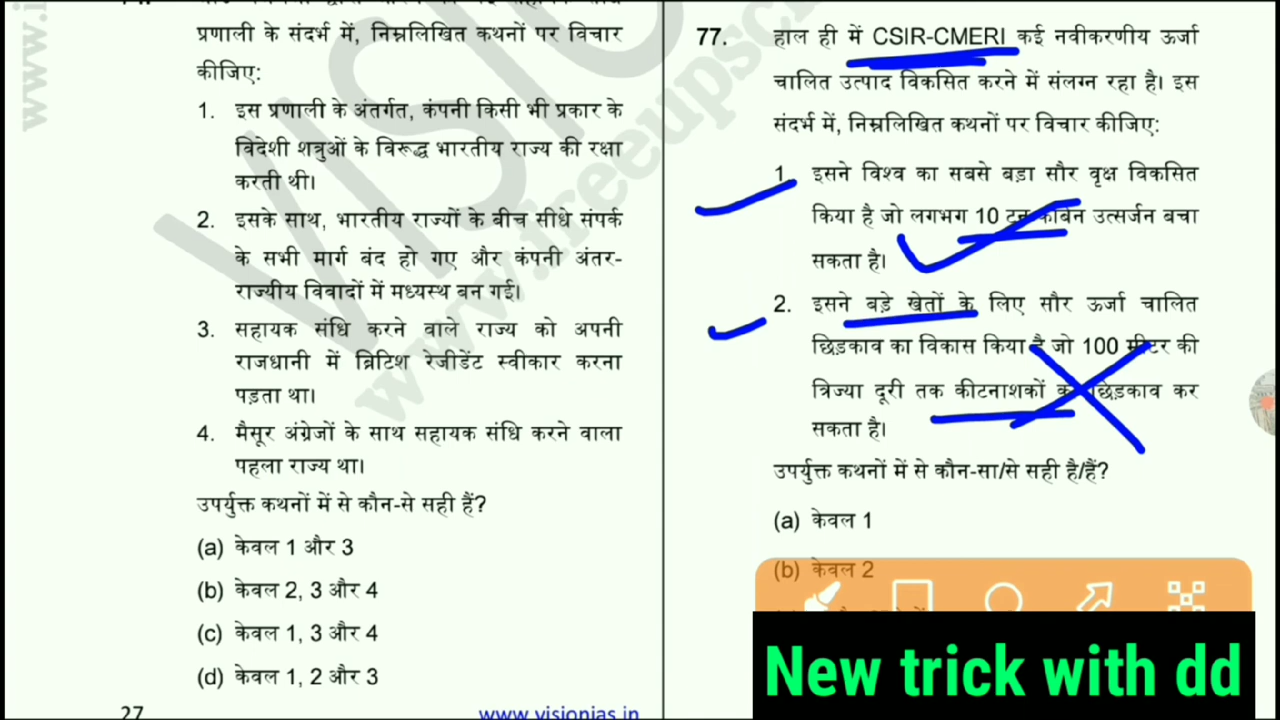 प्रणाली के संदर्भ में, निम्नलिखित कथनों पर विचार
कीजिए:
1. इस प्रणाली के अंतर्गत, कंपनी किसी भी प्रकार के
विदेशी शत्रुओं के विरूद्ध भारतीय राज्य की रक्षा
करती थी।
2. इसके साथ, भारतीय राज्यों के बीच सीधे संपर्क
के सभी मार्ग बंद हो गए और कंपनी अंतर-
राज्यीय विवादों में मध्यस्थ बन गई।
3. सहायक संधि करने वाले राज्य को अपनी
राजधानी में ब्रिटिश रेजीडेंट स्वीकार करना
पड़ता था।
4. मैसूर अंग्रेजों के साथ सहायक संधि करने वाला
पहला राज्य था।
उपर्युक्त कथनों में से कौन-से सही हैं?
(a) केवल 1 और 3
(b) केवल 2, 3 और 4
(c) केवल 1, 3 और 4
(d) केवल 1, 2 और 3
27
www.visionias.in
77. हाल ही में CSIR-CMERI कई नवीकरणीय ऊर्जा
चालित उत्पाद विकसित करने में संलग्न रहा है। इस
संदर्भ में, निम्नलिखित कथनों पर विचार कीजिए:
1. इसने विश्व का सबसे बड़ा सौर वृक्ष विकसित
किया है जो लगभग 10 टन कार्बन उत्सर्जन बचा
सकता है।
2. इसने बड़े खेतों के लिए सौर ऊर्जा चालित
छिड़काव का विकास किया है जो 100 मीटर की
त्रिज्या दूरी तक कीटनाशकों का छिड़काव कर
सकता है।
उपर्युक्त कथनों में से कौन-सा/से सही है/हैं?
(a) केवल 1
(b) केवल 2
New trick with dd